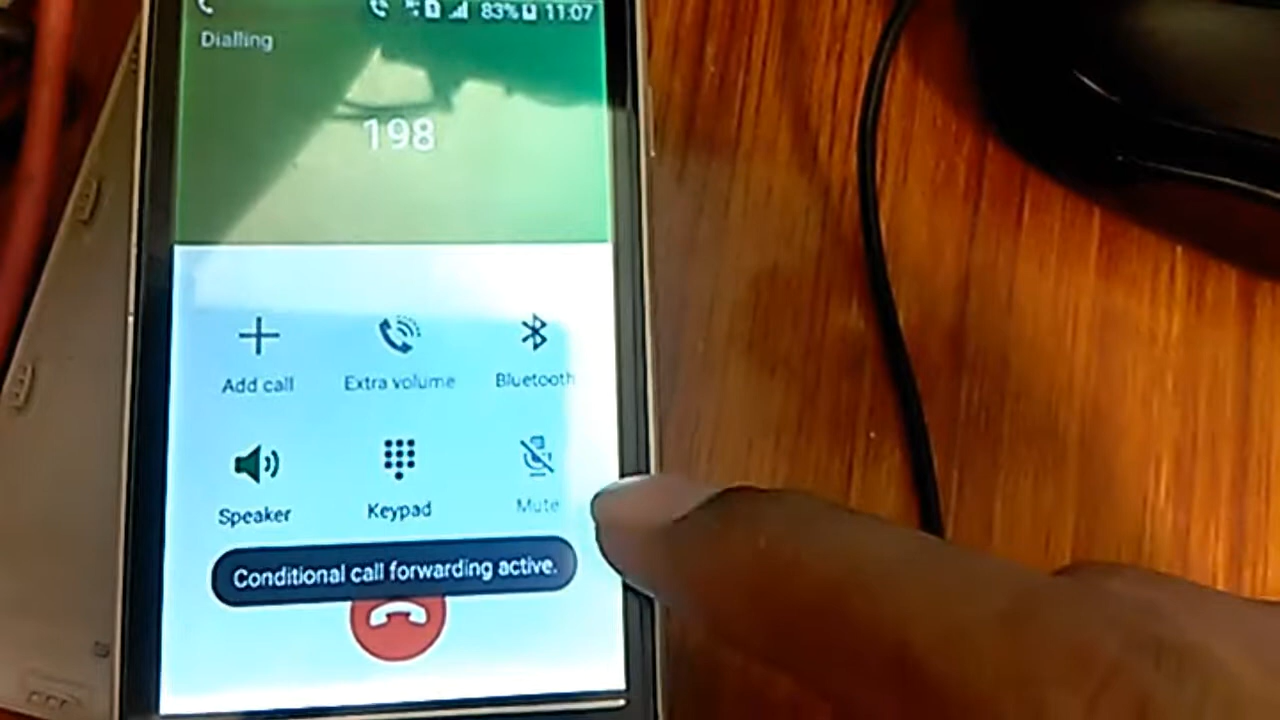 83% 11:07
Dialling
198
Add call Extra volume Bluetooth
Speaker Keypad Mute
Conditional call forwarding active.